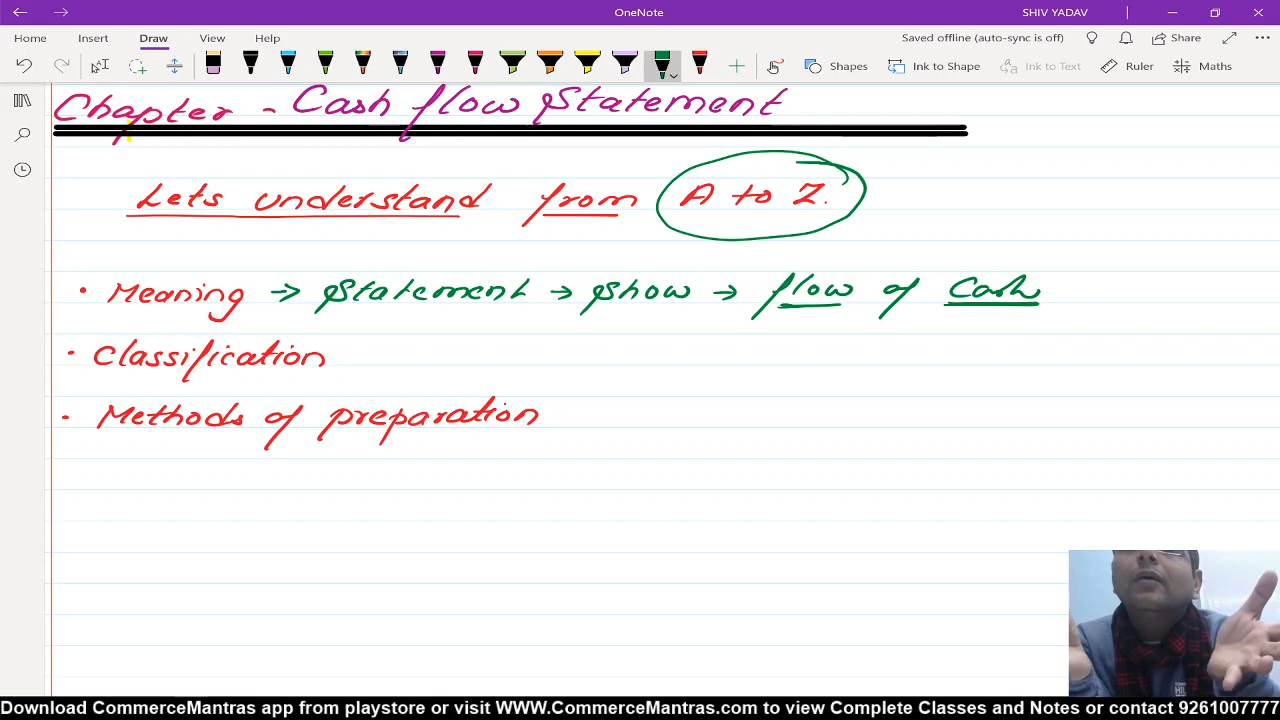 OneNote
SHIV YADAV
Home Insert Draw View Help
Saved offline (auto-sync is off)
Share
Shapes
Ink to Shape
Ink to Text
Ruler
Maths
Chapter - Cash flow Statement
Lets understand from A to Z.
• Meaning → Statement → Show → flow of Cash
• Classification
• Methods of preparation
Download CommerceMantras app from playstore or visit WWW.CommerceMantras.com to view Complete Classes and Notes or contact 9261007777